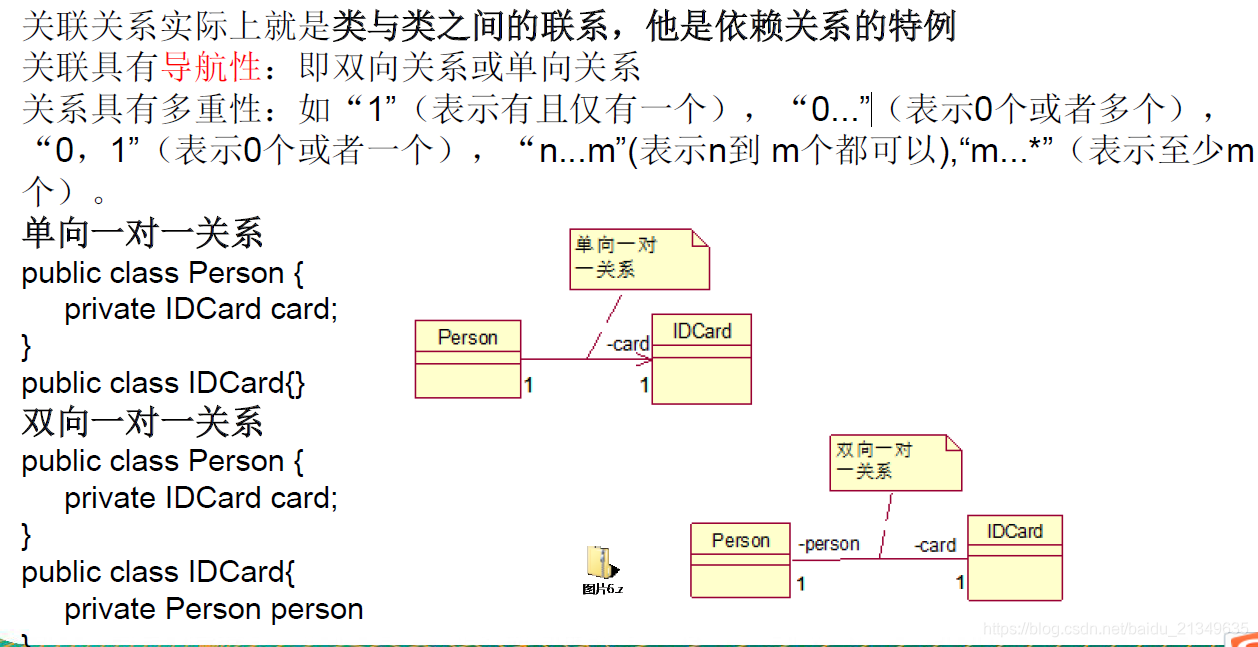 关联关系实际上就是类与类之间的联系，他是依赖关系的特例
关联具有导航性：即双向关系或单向关系
关系具有多重性：如“1”（表示有且仅有一个），“0...”（表示0个或者多个），
“0，1”（表示0个或者一个），“n...m”(表示n到 m个都可以),“m...*”（表示至少m
个）。
单向一对一关系
public class Person {
private IDCard card;
}
public class IDCard{}
双向一对一关系
public class Person {
private IDCard card;
}
public class IDCard{
private Person person
}
单向一对
一关系
Person
-card
IDCard
1
1
双向一对
一关系
Person
-person
-card
IDCard
1
1
图片6.z
https://blog.csdn.net/baidu_21349635